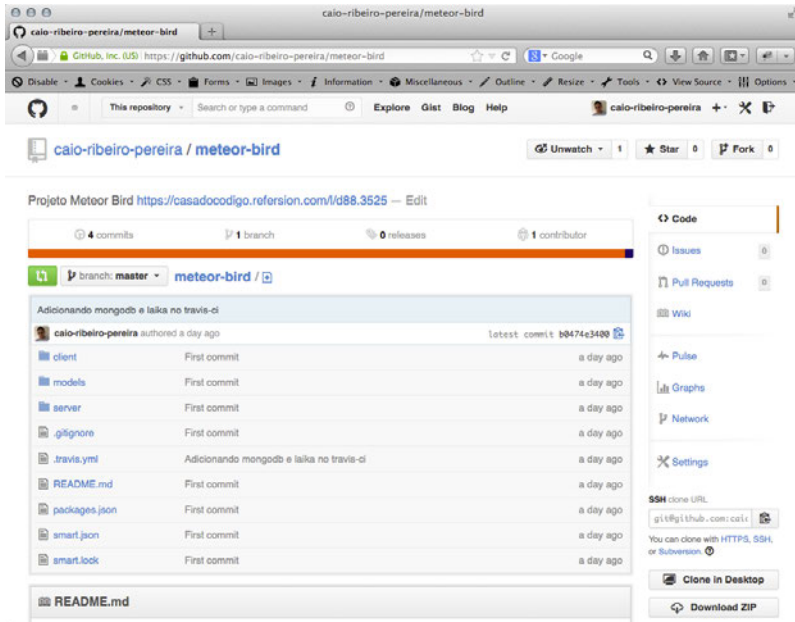 caio-ribeiro-pereira/meteor-bird
caio-ribeiro-pereira/meteor-bird
GitHub, Inc. (US) https://github.com/caio-ribeiro-pereira/meteor-bird Google
Disable Cookies CSS Forms Images Information Miscellaneous Outline Resize Tools View Source Options
This repository Search or type a command Explore Gist Blog Help caio-ribeiro-pereira
caio-ribeiro-pereira / meteor-bird Unwatch 1 Star 0 Fork 0
Projeto Meteor Bird https://casadocodigo.refersion.com/l/d88.3525 — Edit
4 commits 1 branch 0 releases 1 contributor
branch: master meteor-bird /
Adicionando mongodb e laika no travis-ci
caio-ribeiro-pereira authored a day ago latest commit b0474e3400
client First commit a day ago
models First commit a day ago
server First commit a day ago
.gitignore First commit a day ago
.travis.yml Adicionando mongodb e laika no travis-ci a day ago
README.md First commit a day ago
packages.json First commit a day ago
smart.json First commit a day ago
smart.lock First commit a day ago
README.md
Code
Issues 0
Pull Requests 0
Wiki
Pulse
Graphs
Network
Settings
SSH clone URL
git@github.com:caic
You can clone with HTTPS, SSH,
or Subversion.
Clone in Desktop
Download ZIP